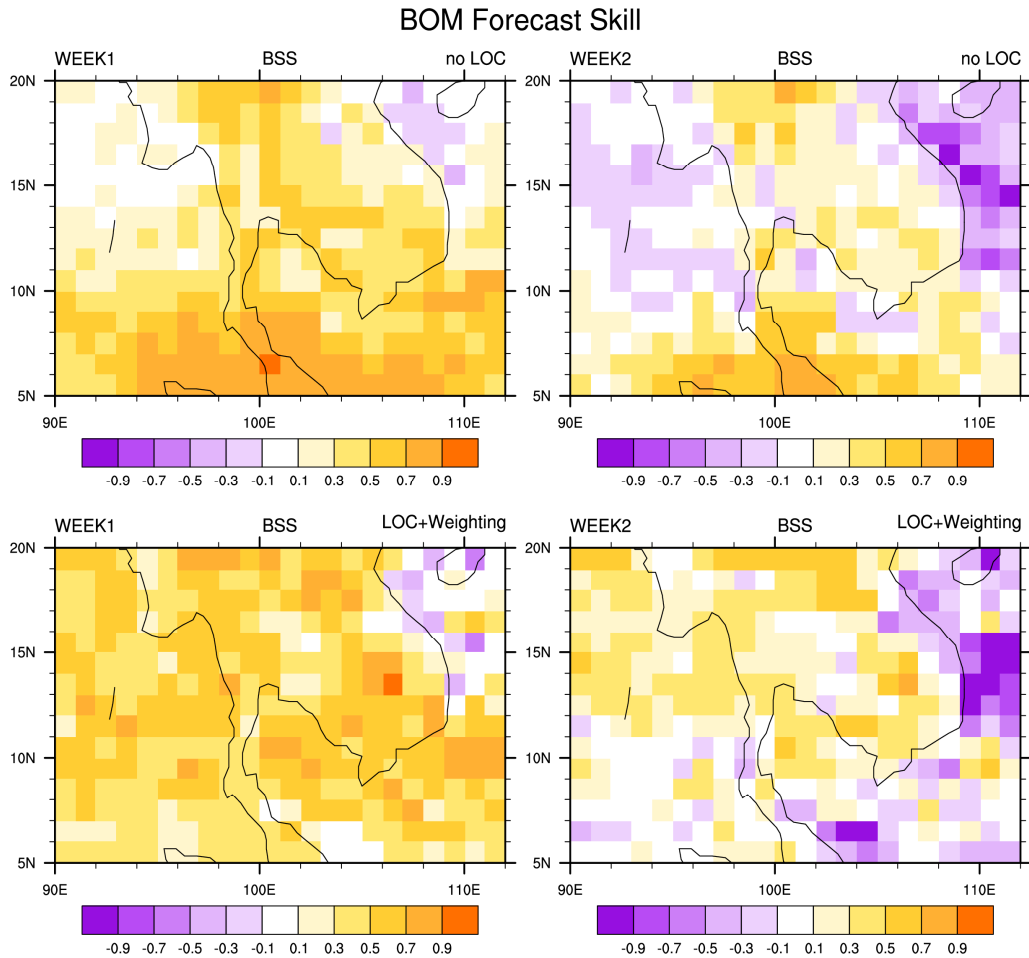 BOM Forecast Skill
WEEK1 BSS no LOC
20N
15N
10N
5N
90E 100E 110E
-0.9 -0.7 -0.5 -0.3 -0.1 0.1 0.3 0.5 0.7 0.9
WEEK2 BSS no LOC
20N
15N
10N
5N
90E 100E 110E
-0.9 -0.7 -0.5 -0.3 -0.1 0.1 0.3 0.5 0.7 0.9
WEEK1 BSS LOC+Weighting
20N
15N
10N
5N
90E 100E 110E
-0.9 -0.7 -0.5 -0.3 -0.1 0.1 0.3 0.5 0.7 0.9
WEEK2 BSS LOC+Weighting
20N
15N
10N
5N
90E 100E 110E
-0.9 -0.7 -0.5 -0.3 -0.1 0.1 0.3 0.5 0.7 0.9